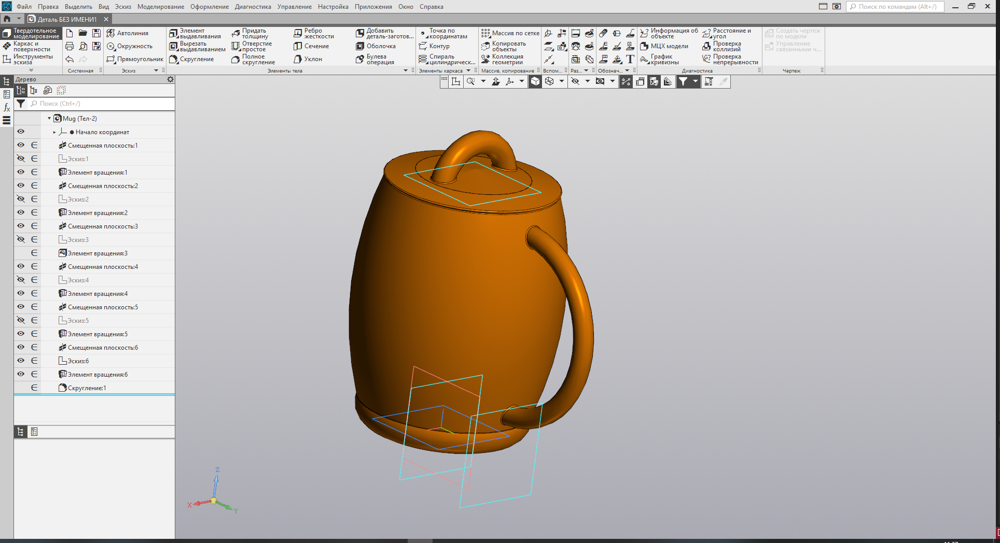 Файл Правка Выделить Вид Эскиз Моделирование Оформление Диагностика Управление Настройка Приложения Окно Справка
Поиск по командам (Alt+/)
Деталь БЕЗ ИМЕНИ1
Твердотельное
моделирование
Каркас и
поверхности
Инструменты
эскиза
Системная
Автолиния
Окружность
Прямоугольник
Эскиз
Элемент
выдавливания
Вырезать
выдавливанием
Скругление
Придать
толщину
Отверстие
простое
Полное
скругление
Ребро
жесткости
Сечение
Уклон
Добавить
деталь-заготов...
Оболочка
Булева
операция
Элементы тела
Точка по
координатам
Контур
Спираль
цилиндрическ...
Элементы каркаса
Массив по сетке
Копировать
объекты
Коллекция
геометрии
Массив, копирование
Вспом...
Раз...
Обознач...
Информация об
объекте
МЦХ модели
График
кривизны
Расстояние и
угол
Проверка
коллизий
Проверка
непрерывности
Диагностика
Создать чертеж
по модели
Управление
связанными ч...
Чертеж
Дерево
Поиск (Ctrl+/)
Mug (Тел-2)
Начало координат
Смещенная плоскость:1
Эскиз:1
Элемент вращения:1
Смещенная плоскость:2
Эскиз:2
Элемент вращения:2
Смещенная плоскость:3
Эскиз:3
Элемент вращения:3
Смещенная плоскость:4
Эскиз:4
Элемент вращения:4
Смещенная плоскость:5
Эскиз:5
Элемент вращения:5
Смещенная плоскость:6
Эскиз:6
Элемент вращения:6
Скругление:1
Z
X
Y